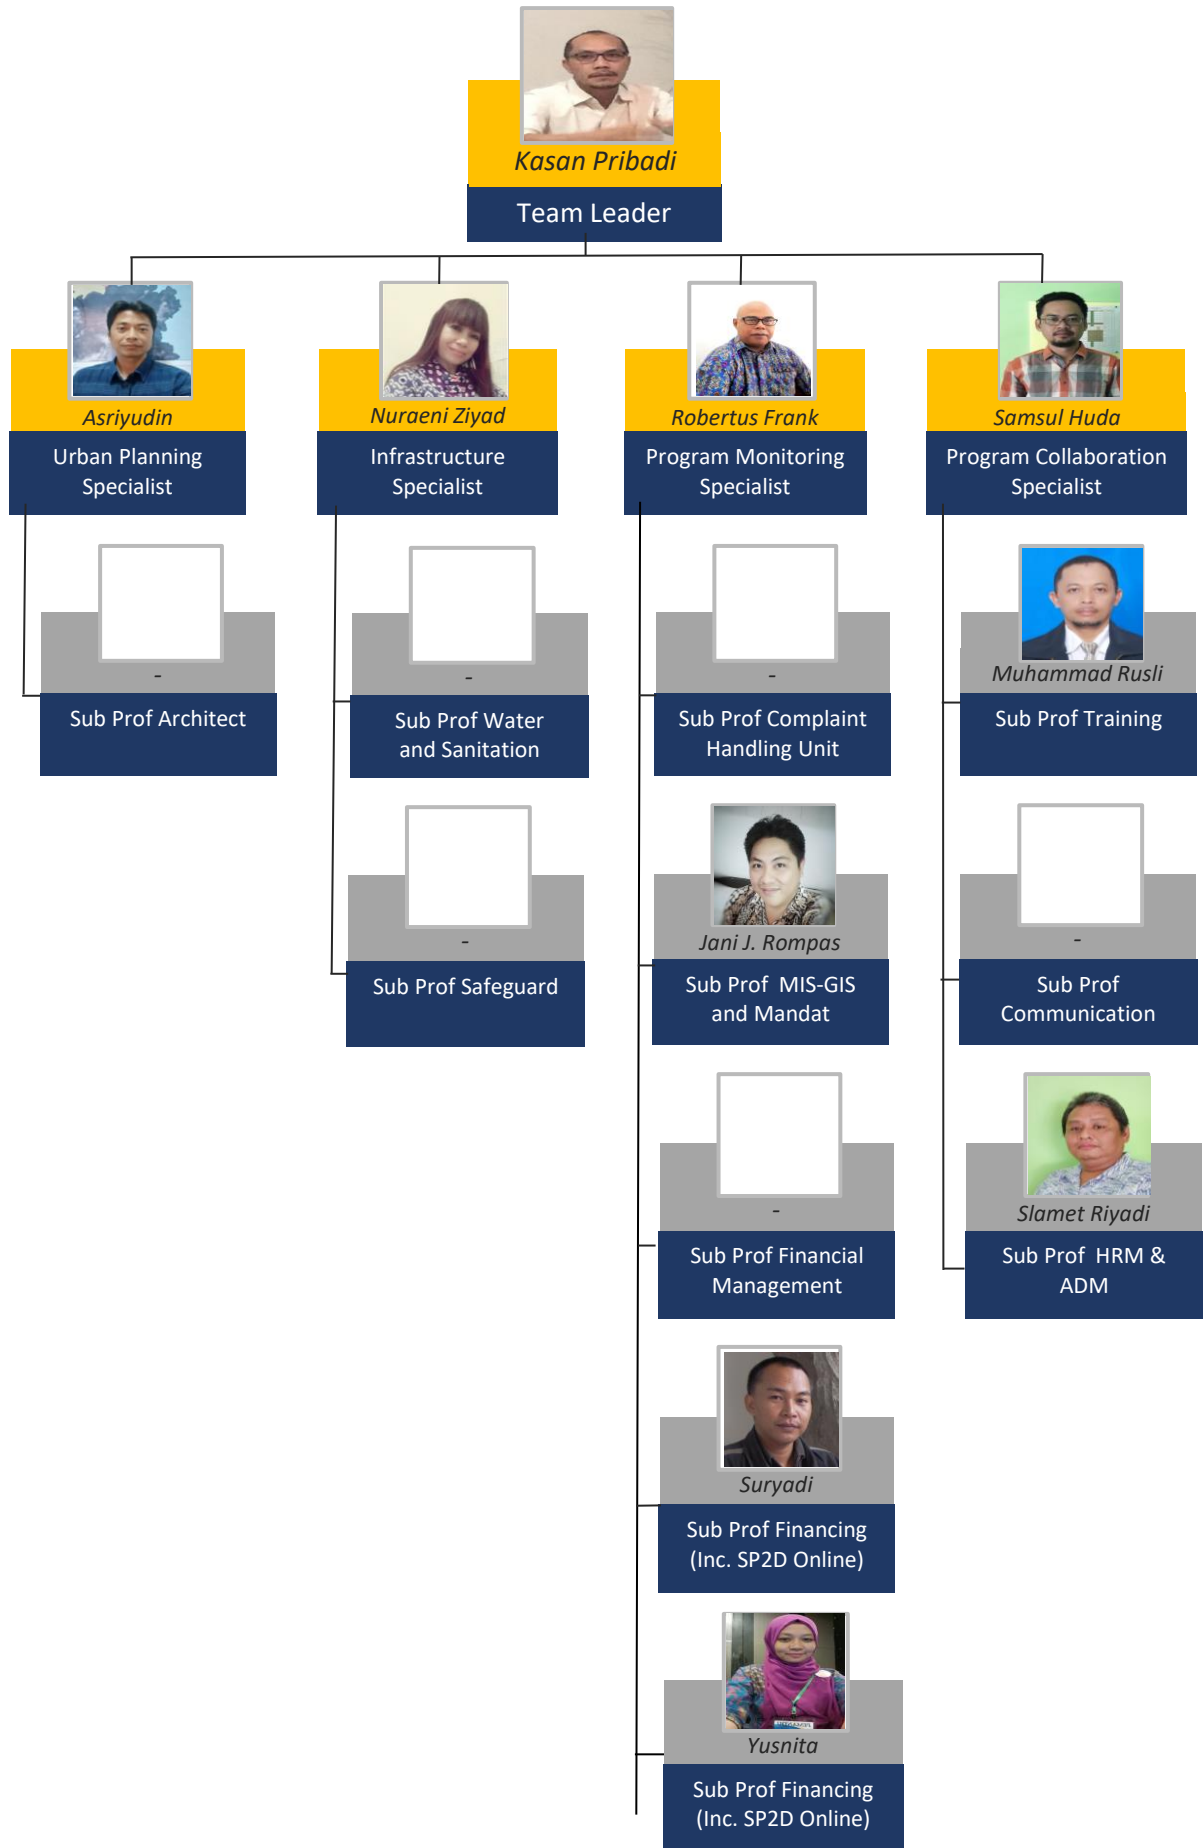 Kasan Pribadi
Team Leader
Asriyudin
Urban Planning
Specialist
Nuraeni Ziyad
Infrastructure
Specialist
Robertus Frank
Program Monitoring
Specialist
Samsul Huda
Program Collaboration
Specialist
-
Sub Prof Architect
-
Sub Prof Water
and Sanitation
-
Sub Prof Safeguard
-
Sub Prof Complaint
Handling Unit
Jani J. Rompas
Sub Prof  MIS-GIS
and Mandat
-
Sub Prof Financial
Management
Suryadi
Sub Prof Financing
(Inc. SP2D Online)
Yusnita
Sub Prof Financing
(Inc. SP2D Online)
Muhammad Rusli
Sub Prof Training
-
Sub Prof
Communication
Slamet Riyadi
Sub Prof  HRM &
ADM